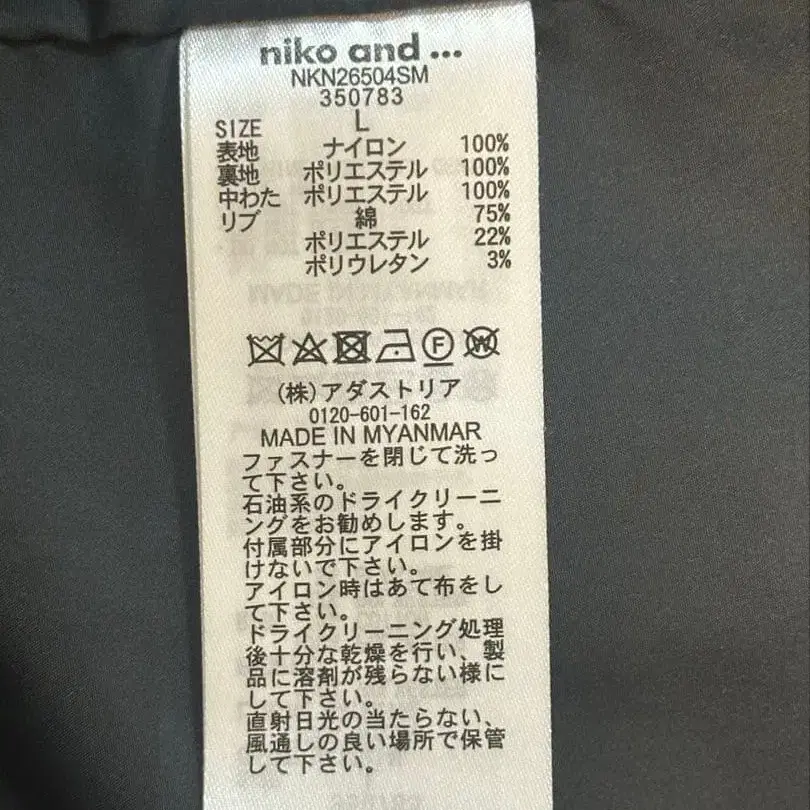 niko and ...
NKN26504SM
350783
SIZE L
表地 ナイロン 100%
裏地 ポリエステル 100%
中わた ポリエステル 100%
リブ 綿 75%
ポリエステル 22%
ポリウレタン 3%
F W
(株)アダストリア
0120-601-162
MADE IN MYANMAR
ファスナーを閉じて洗っ
て下さい。
石油系のドライクリーニ
ングをお勧めします。
付属部分にアイロンを掛
けないで下さい。
アイロン時はあて布をし
て下さい。
ドライクリーニング処理
後十分な乾燥を行い、製
品に溶剤が残らない様に
して下さい。
直射日光の当たらない、
風通しの良い場所で保管
して下さい。